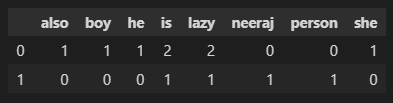 also boy he is lazy neeraj person she
0 1 1 1 2 2 0 0 1
1 0 0 0 1 1 1 1 0